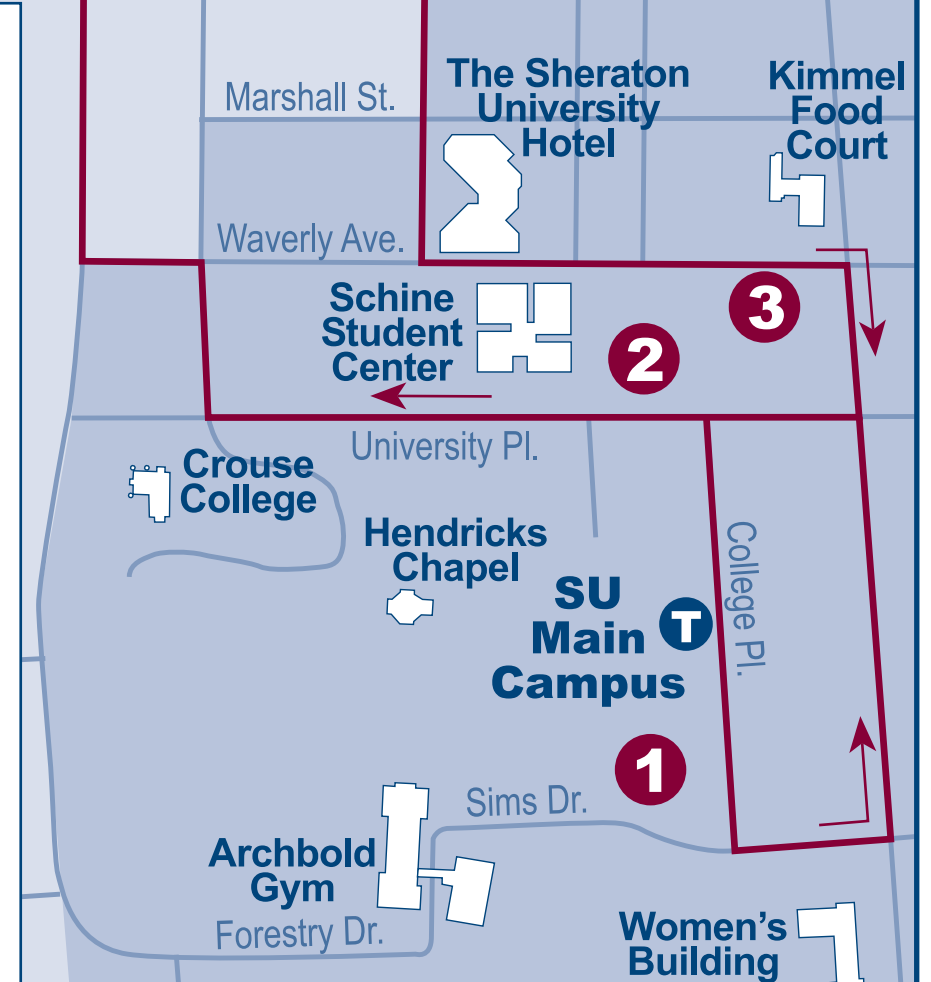 Marshall St.
The Sheraton
University
Hotel
Kimmel
Food
Court
Waverly Ave.
Schine
Student
Center
3
2
University Pl.
Crouse
College
Hendricks
Chapel
College Pl.
SU
Main
Campus
T
1
Sims Dr.
Archbold
Gym
Forestry Dr.
Women's
Building